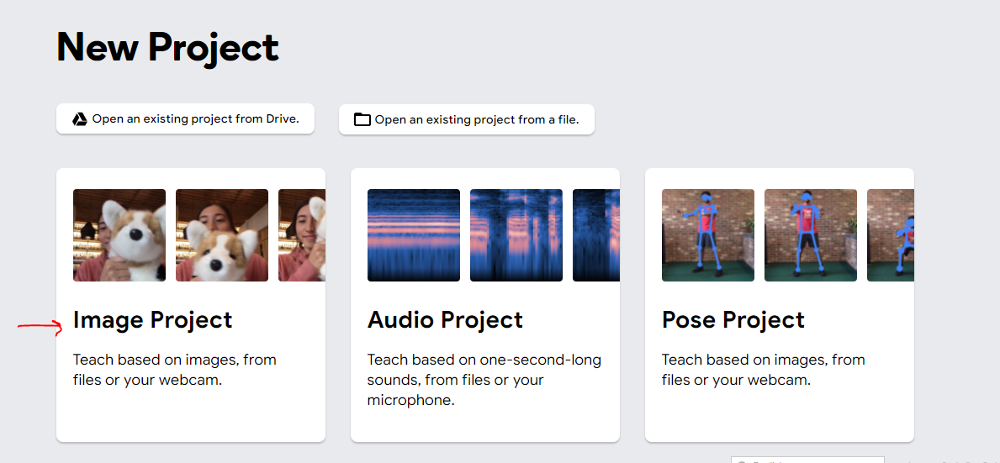 New Project
Open an existing project from Drive.
Open an existing project from a file.
Image Project
Teach based on images, from
files or your webcam.
Audio Project
Teach based on one-second-long
sounds, from files or your
microphone.
Pose Project
Teach based on images, from
files or your webcam.